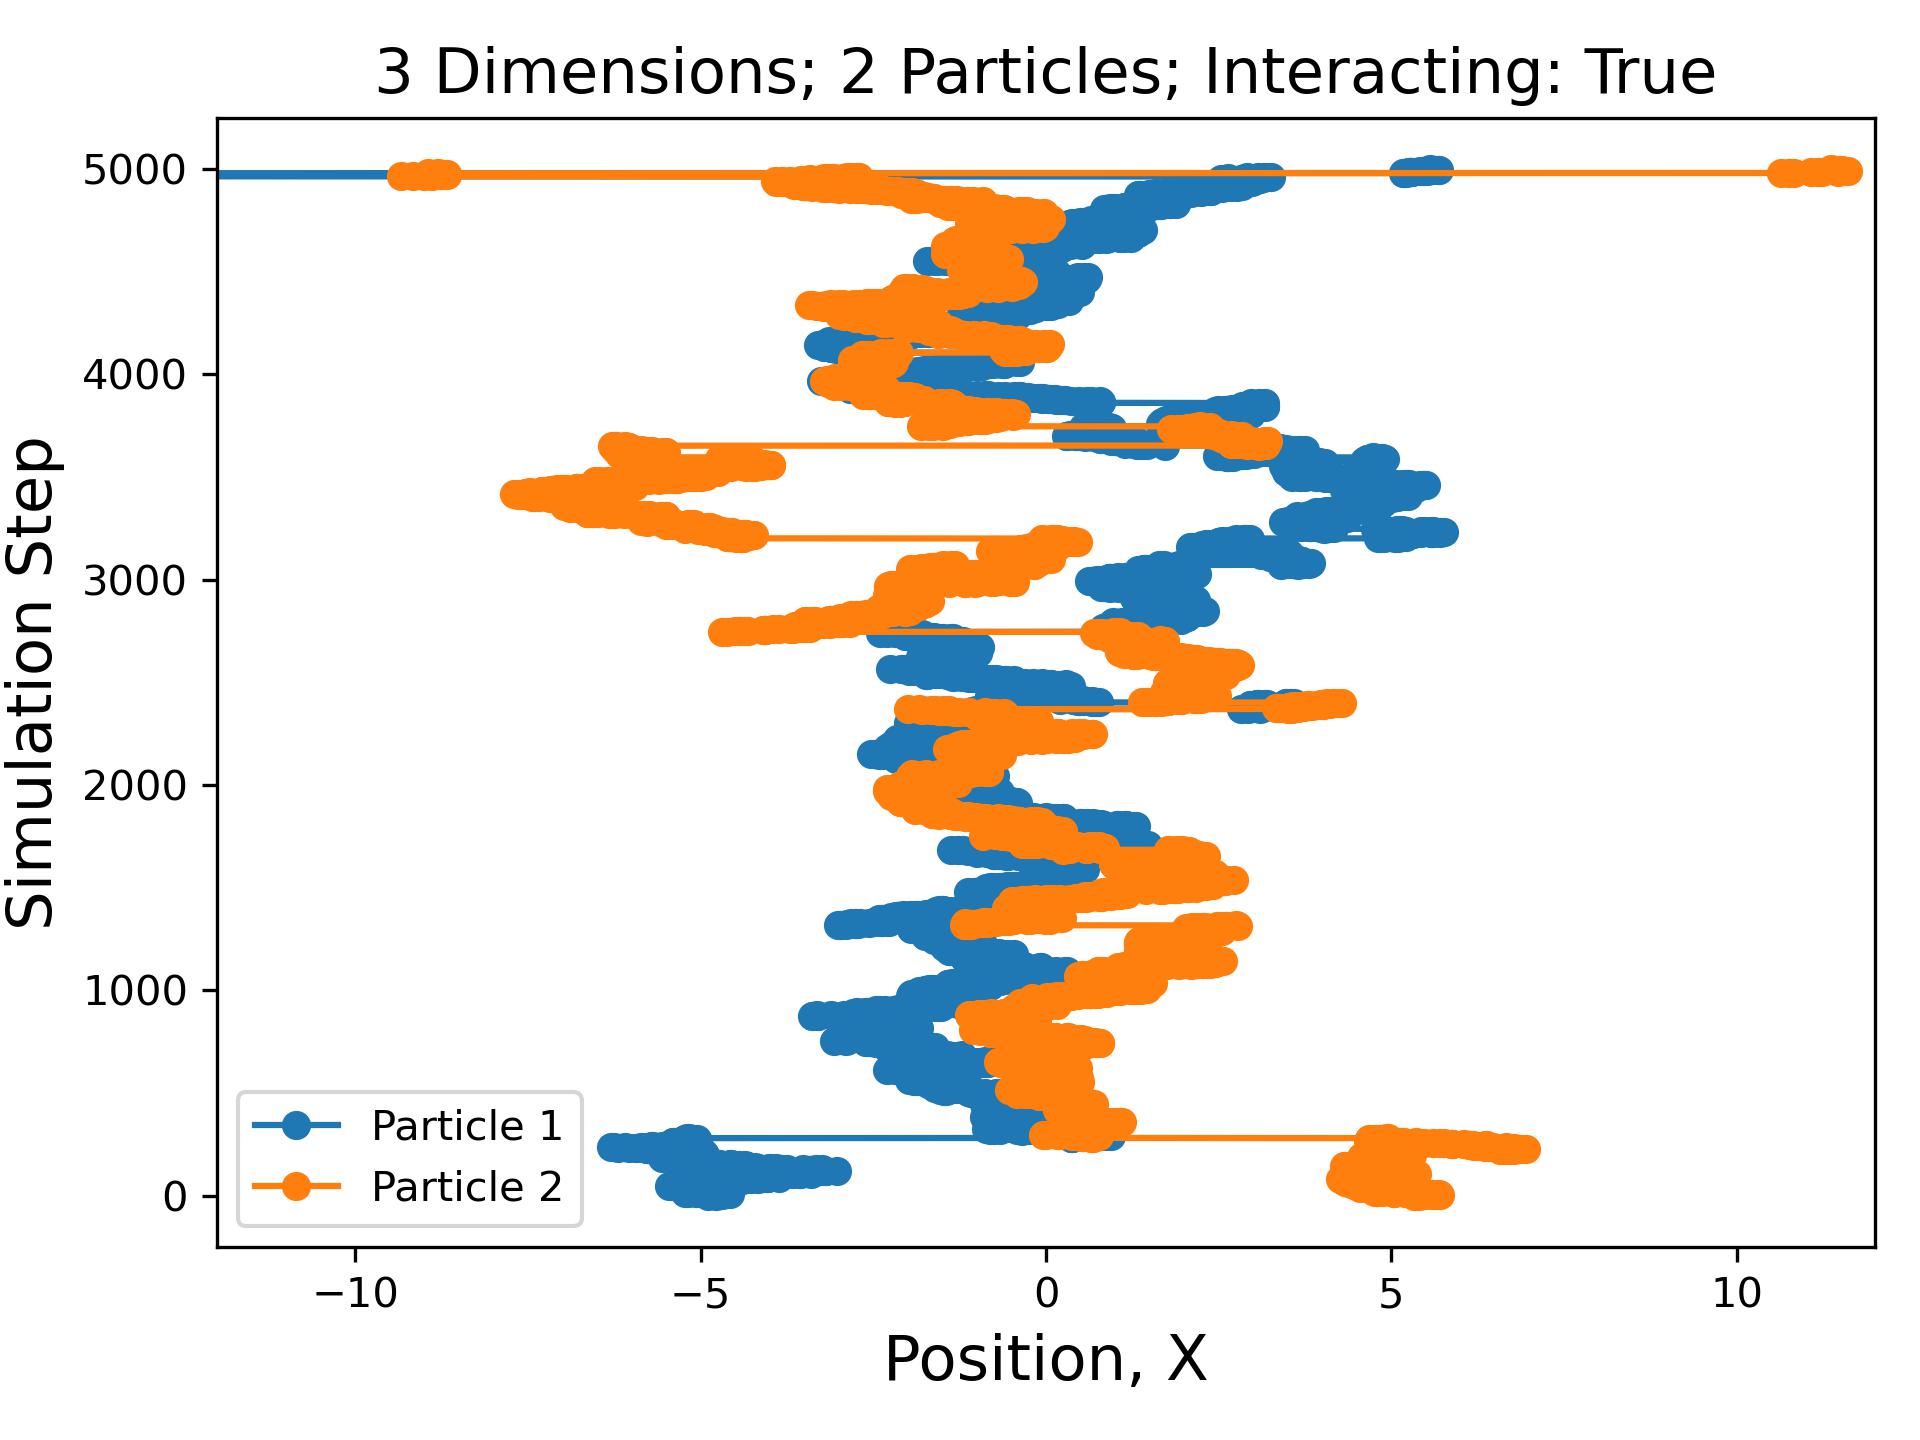 3 Dimensions; 2 Particles; Interacting: True
Simulation Step
5000
4000
3000
2000
1000
0
Particle 1
Particle 2
−10
−5
0
5
10
Position, X